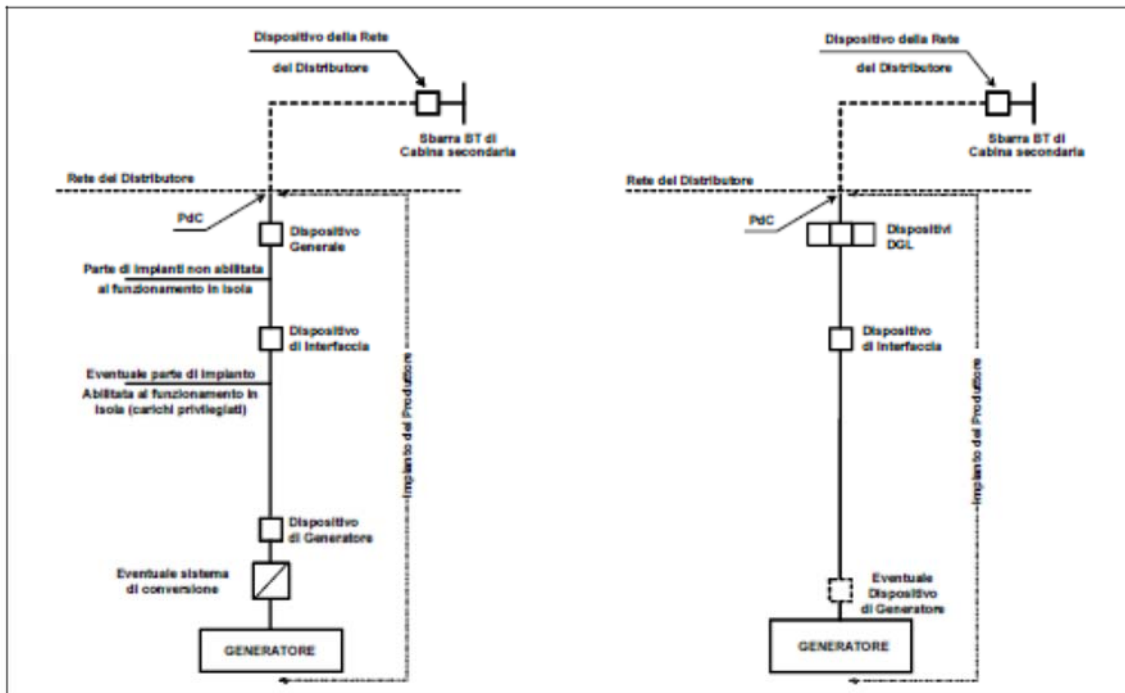 Dispositivo della Rete
del Distributore
Sbarra BT di
Cabina secondaria
Rete del Distributore
PdC
Dispositivo
Generale
Parte di impianti non abilitata
al funzionamento in isola
Dispositivo
di Interfaccia
Eventuale parte di impianto
Abilitata al funzionamento in
isola (carichi privilegiati)
Impianto del Produttore
Dispositivo
di Generatore
Eventuale sistema
di conversione
GENERATORE
Dispositivo della Rete
del Distributore
Sbarra BT di
Cabina secondaria
Rete del Distributore
PdC
Dispositivi
DGL
Dispositivo
di Interfaccia
Impianto del Produttore
Eventuale
Dispositivo
di Generatore
GENERATORE